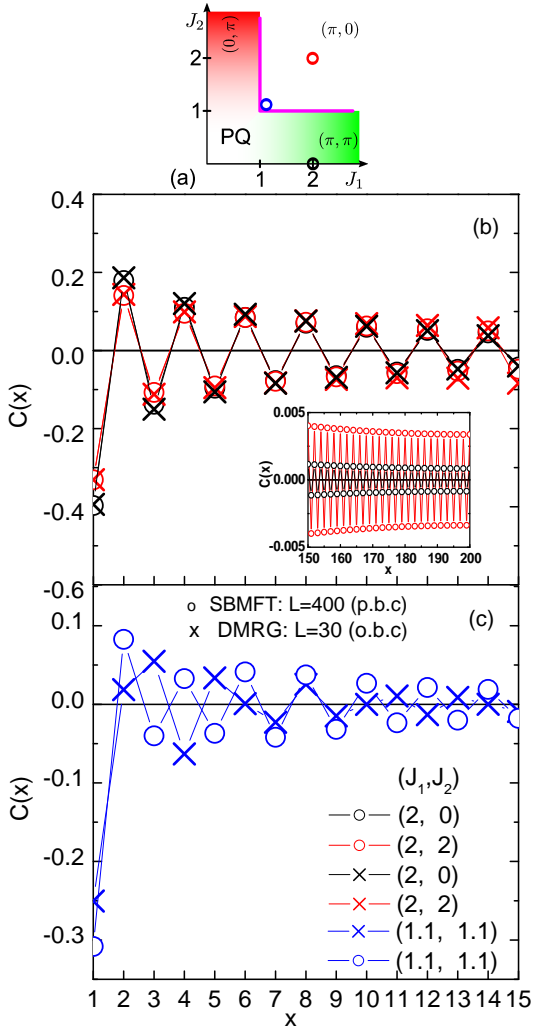 J_2
(0, π)
(π, 0)
2
1
PQ
(π, π)
(a)
1
2
J_1
0.4
(b)
0.2
0.0
C(x)
-0.2
-0.4
-0.6
0.005
0.000
-0.005
C(x)
150 160 170 180 190 200
x
o SBMFT: L=400 (p.b.c)
x DMRG: L=30 (o.b.c)
(c)
0.1
0.0
-0.1
C(x)
-0.2
-0.3
(J_1,J_2)
(2, 0)
(2, 2)
(2, 0)
(2, 2)
(1.1, 1.1)
(1.1, 1.1)
1 2 3 4 5 6 7 8 9 10 11 12 13 14 15
x